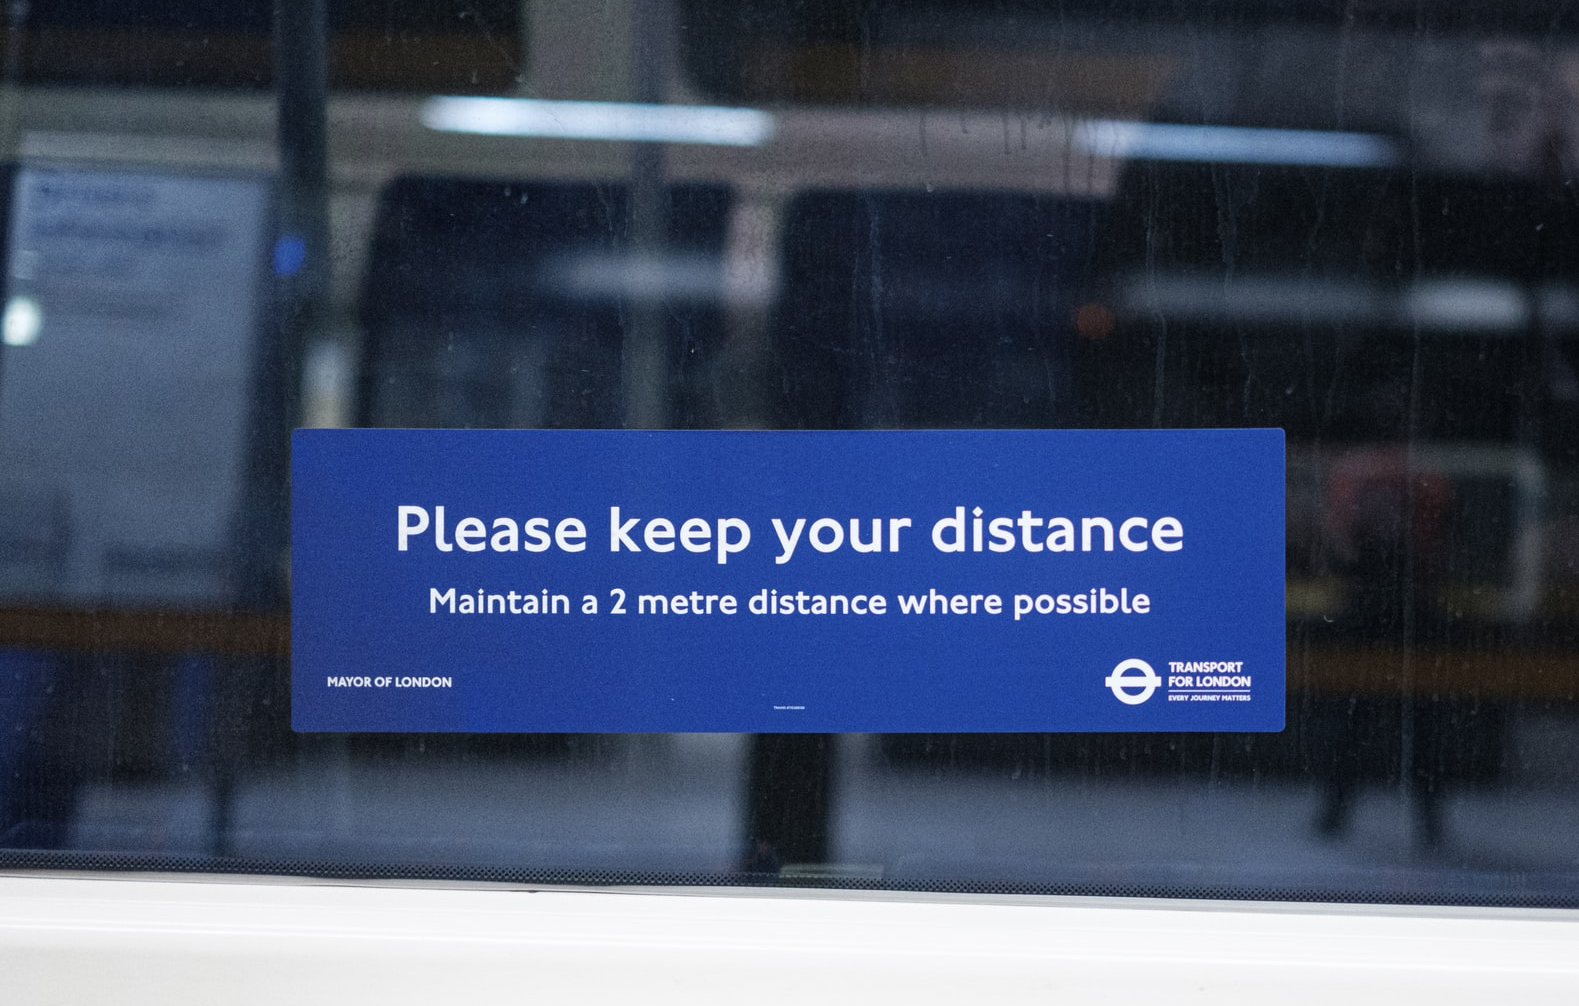 Please keep your distance
Maintain a 2 metre distance where possible
MAYOR OF LONDON
TRANSPORT
FOR LONDON
EVERY JOURNEY MATTERS